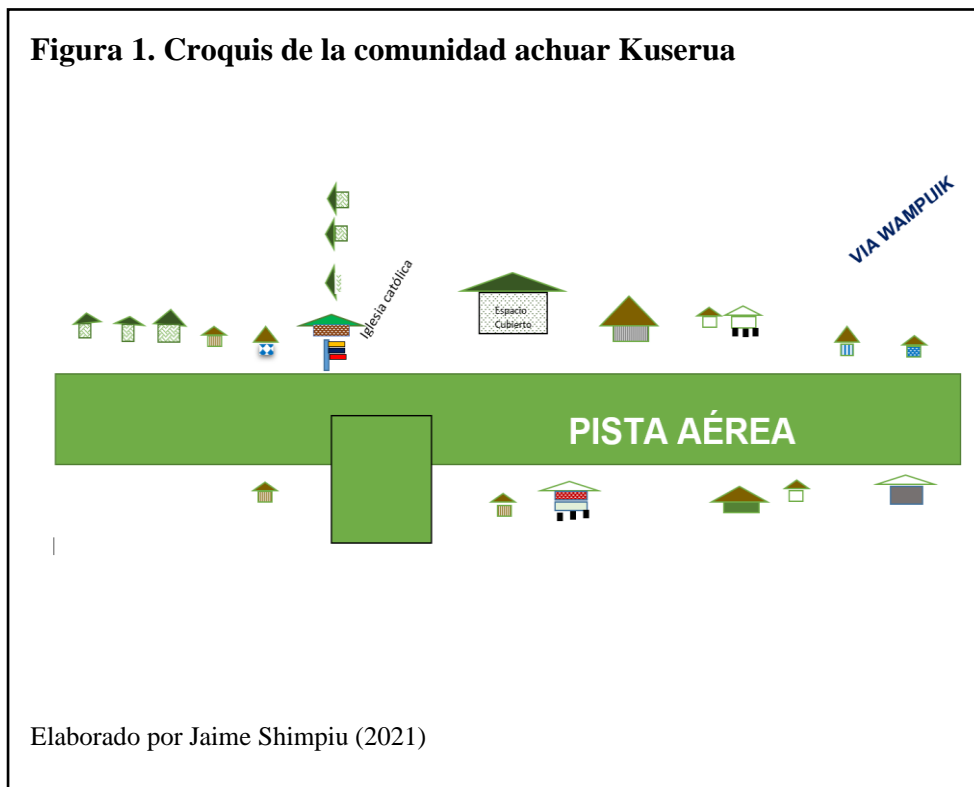 Figura 1. Croquis de la comunidad achuar Kuserua
VIA WAMPUIK
Iglesia católica
Espacio
Cubierto
PISTA AÉREA
Elaborado por Jaime Shimpiu (2021)